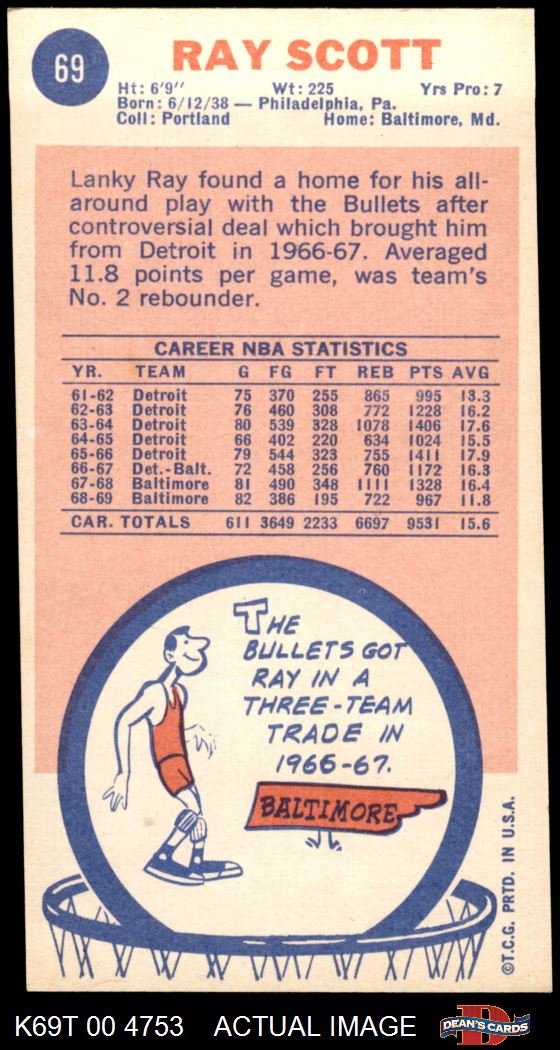 69
RAY SCOTT
Ht: 6'9" Wt: 225 Yrs Pro: 7
Born: 6/12/38 — Philadelphia, Pa.
Coll: Portland Home: Baltimore, Md.
Lanky Ray found a home for his all-
around play with the Bullets after
controversial deal which brought him
from Detroit in 1966-67. Averaged
11.8 points per game, was team's
No. 2 rebounder.
CAREER NBA STATISTICS
YR. TEAM G FG FT REB PTS AVG
61-62 Detroit 75 370 255 865 995 13.3
62-63 Detroit 76 460 308 772 1228 16.2
63-64 Detroit 80 539 328 1078 1406 17.6
64-65 Detroit 66 402 220 634 1024 15.5
65-66 Detroit 79 544 323 755 1411 17.9
66-67 Det.-Balt. 72 458 256 760 1172 16.3
67-68 Baltimore 81 490 348 1111 1328 16.4
68-69 Baltimore 82 386 195 722 967 11.8
CAR. TOTALS 611 3649 2233 6697 9531 15.6
THE
BULLETS GOT
RAY IN A
THREE-TEAM
TRADE IN
1966-67.
BALTIMORE
©T.C.G. PRTD. IN U.S.A.
K69T 00 4753 ACTUAL IMAGE
D
DEAN'S CARDS